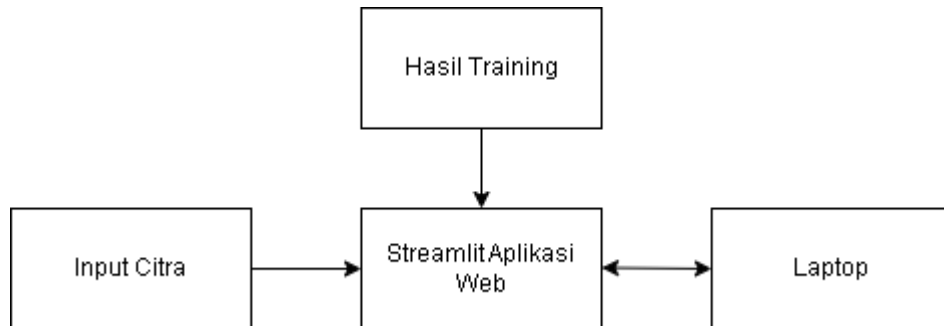 Hasil Training
Input Citra
Streamlit Aplikasi
Web
Laptop